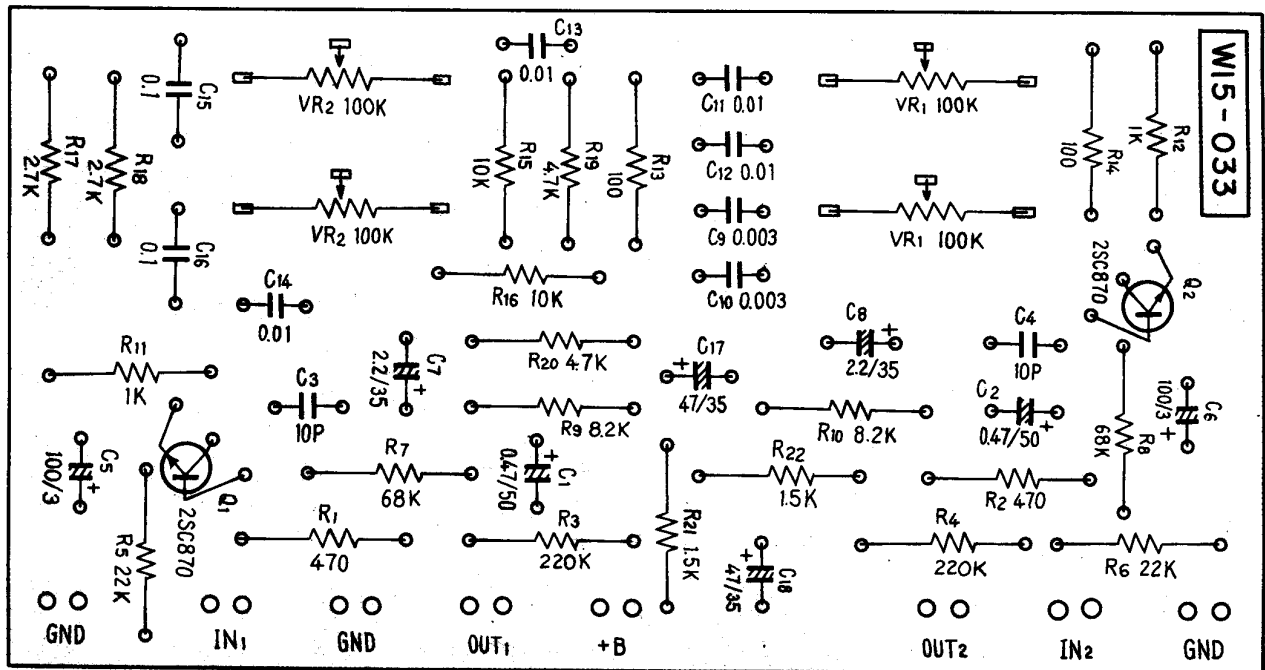 W15-033
C13
0.01
C15
0.1
VR2 100K
C11 0.01
VR1 100K
R17
2.7K
R18
2.7K
R15
10K
R19
4.7K
R13
100
R14
100
R12
1K
C12 0.01
C16
0.1
VR2 100K
C9 0.003
VR1 100K
R16 10K
C10 0.003
2SC870
Q2
C14
0.01
R11
1K
C7
2.2/35
R20 4.7K
C17
47/35
C8
2.2/35
C4
10P
C3
10P
R9 8.2K
R10 8.2K
C2
0.47/50
R8
68K
C6
100/3
C5
100/3
Q1
2SC870
R7
68K
C1
0.47/50
R22
1.5K
R2 470
R5 22K
R1
470
R3
220K
R21 1.5K
C18
47/35
R4
220K
R6 22K
GND
IN1
GND
OUT1
+B
OUT2
IN2
GND